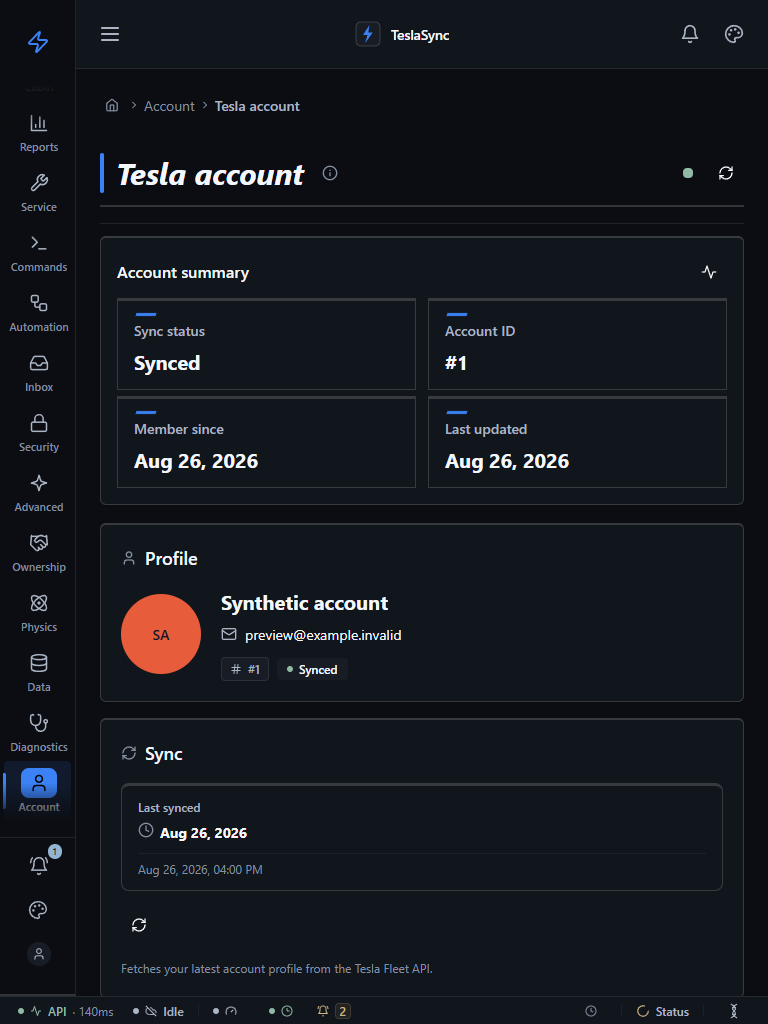 TeslaSync
Account
Tesla account
Tesla account
Account summary
Sync status
Synced
Account ID
#1
Member since
Aug 26, 2026
Last updated
Aug 26, 2026
Profile
SA
Synthetic account
preview@example.invalid
#1
Synced
Sync
Last synced
Aug 26, 2026
Aug 26, 2026, 04:00 PM
Fetches your latest account profile from the Tesla Fleet API.
Reports
Service
Commands
Automation
Inbox
Security
Advanced
Ownership
Physics
Data
Diagnostics
Account
1
API · 140ms
Idle
2
Status